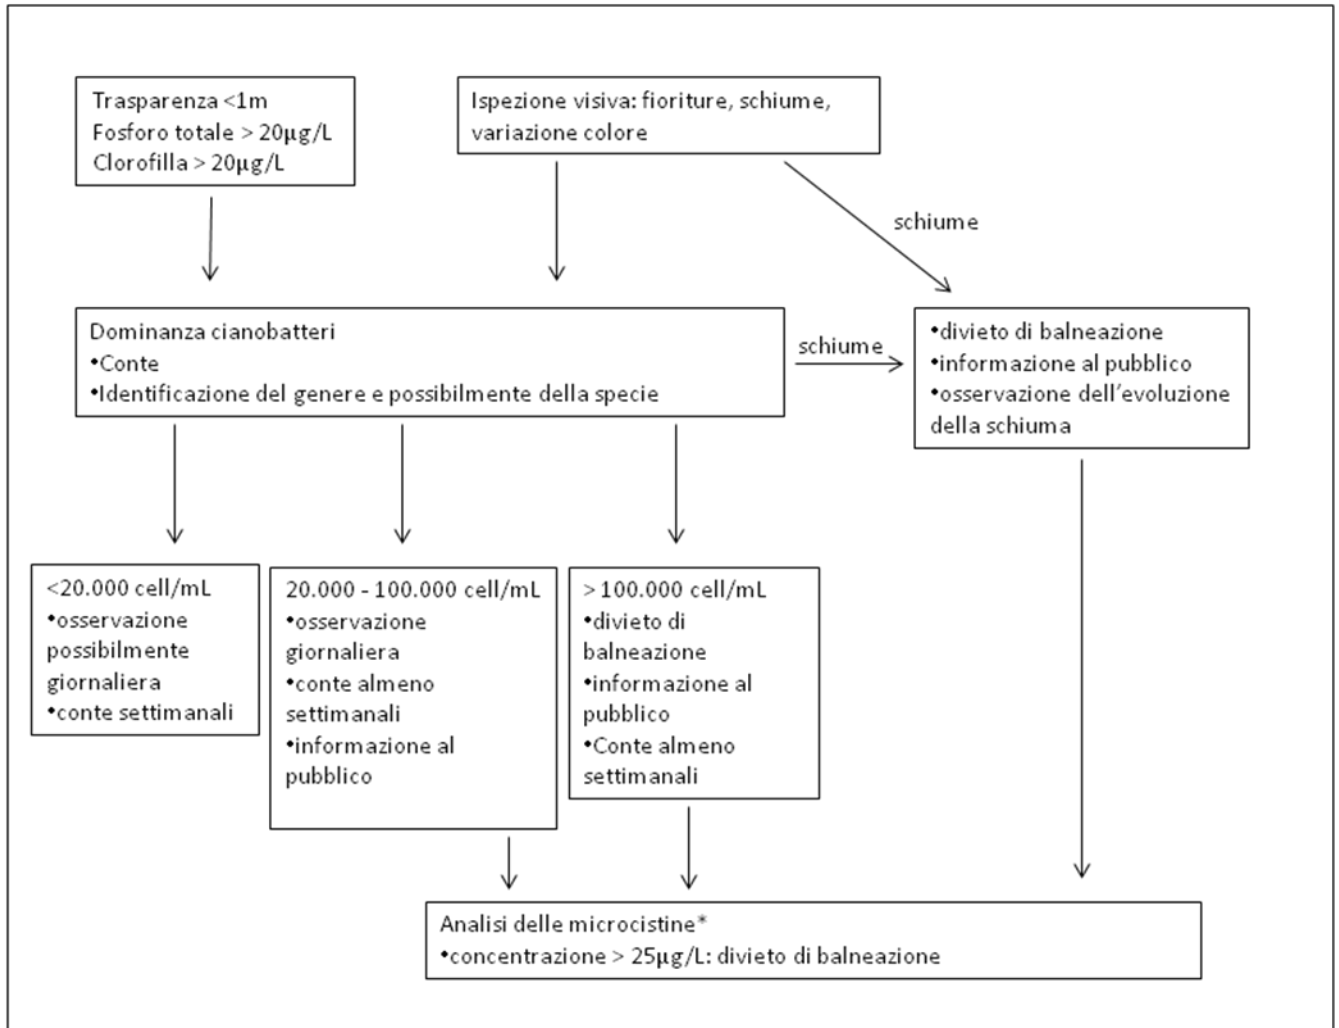 Trasparenza <1m
Fosforo totale > 20µg/L
Clorofilla > 20µg/L
Ispezione visiva: fioriture, schiume,
variazione colore
schiume
Dominanza cianobatteri
•Conte
•Identificazione del genere e possibilmente della specie
schiume
•divieto di balneazione
•informazione al pubblico
•osservazione dell'evoluzione
della schiuma
<20.000 cell/mL
•osservazione
possibilmente
giornaliera
•conte settimanali
20.000 - 100.000 cell/mL
•osservazione
giornaliera
•conte almeno
settimanali
•informazione al
pubblico
> 100.000 cell/mL
•divieto di
balneazione
•informazione al
pubblico
•Conte almeno
settimanali
Analisi delle microcistine*
•concentrazione > 25µg/L: divieto di balneazione